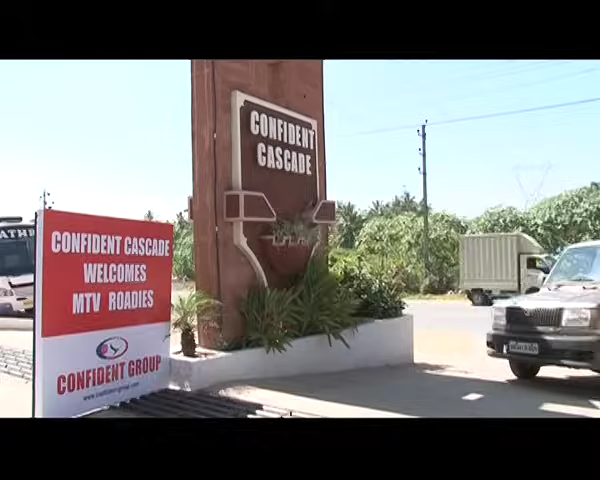 CONFIDENT
CASCADE
CONFIDENT CASCADE
WELCOMES
MTV ROADIES
CONFIDENT GROUP